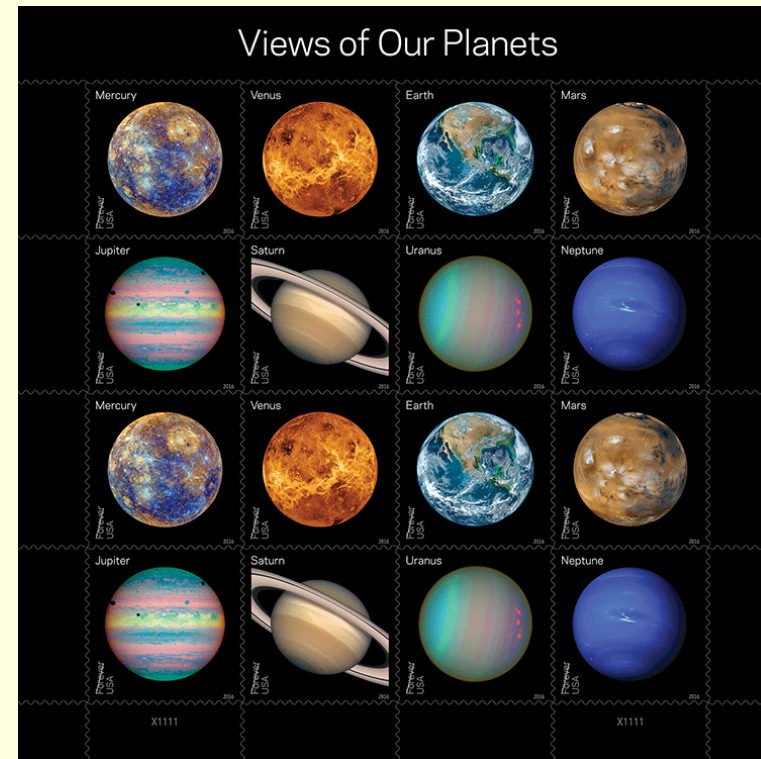 Views of Our Planets
Mercury
Venus
Earth
Mars
Forever
USA
2016
Forever
USA
2016
Forever
USA
2016
Forever
USA
2016
Jupiter
Saturn
Uranus
Neptune
Forever
USA
2016
Forever
USA
2016
Forever
USA
2016
Forever
USA
2016
Mercury
Venus
Earth
Mars
Forever
USA
2016
Forever
USA
2016
Forever
USA
2016
Forever
USA
2016
Jupiter
Saturn
Uranus
Neptune
Forever
USA
2016
Forever
USA
2016
Forever
USA
2016
Forever
USA
2016
X1111
X1111